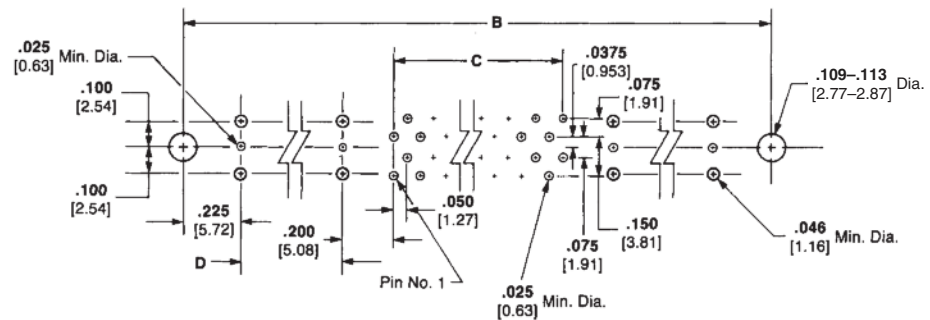 B
.025
[0.63] Min. Dia.
C
.0375
[0.953]
.075
[1.91]
.109–.113
[2.77–2.87] Dia.
.100
[2.54]
.100
[2.54]
.225
[5.72]
.050
[1.27]
.200
[5.08]
.150
[3.81]
.075
[1.91]
.046
[1.16] Min. Dia.
D
Pin No. 1
.025
[0.63] Min. Dia.